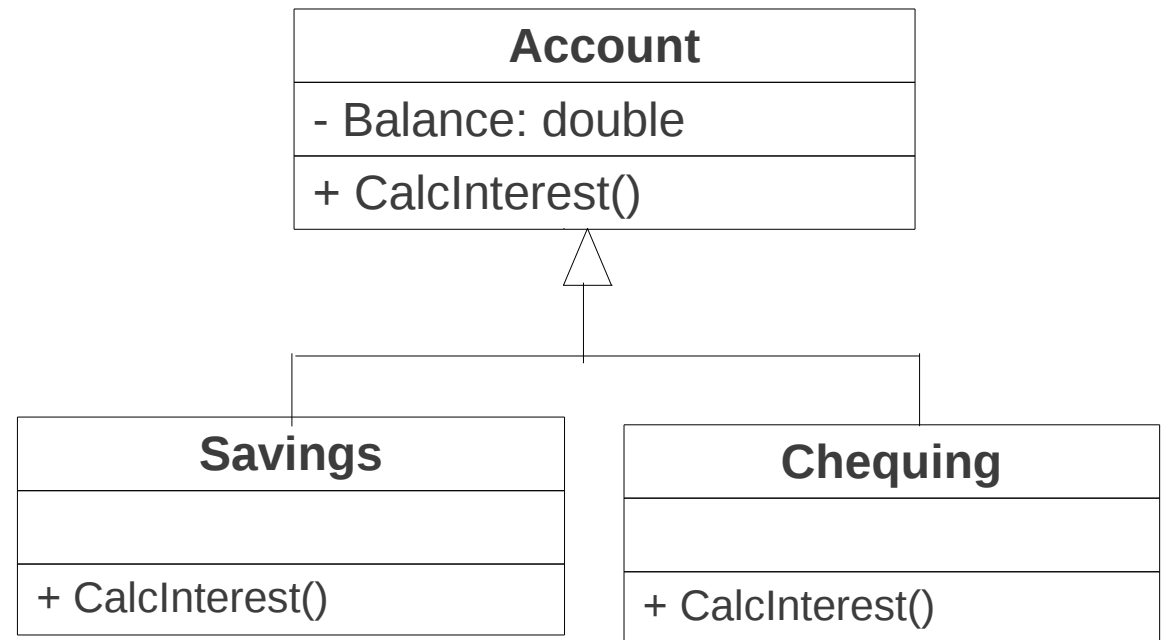 Account
- Balance: double
+ CalcInterest()
Savings
+ CalcInterest()
Chequing
+ CalcInterest()